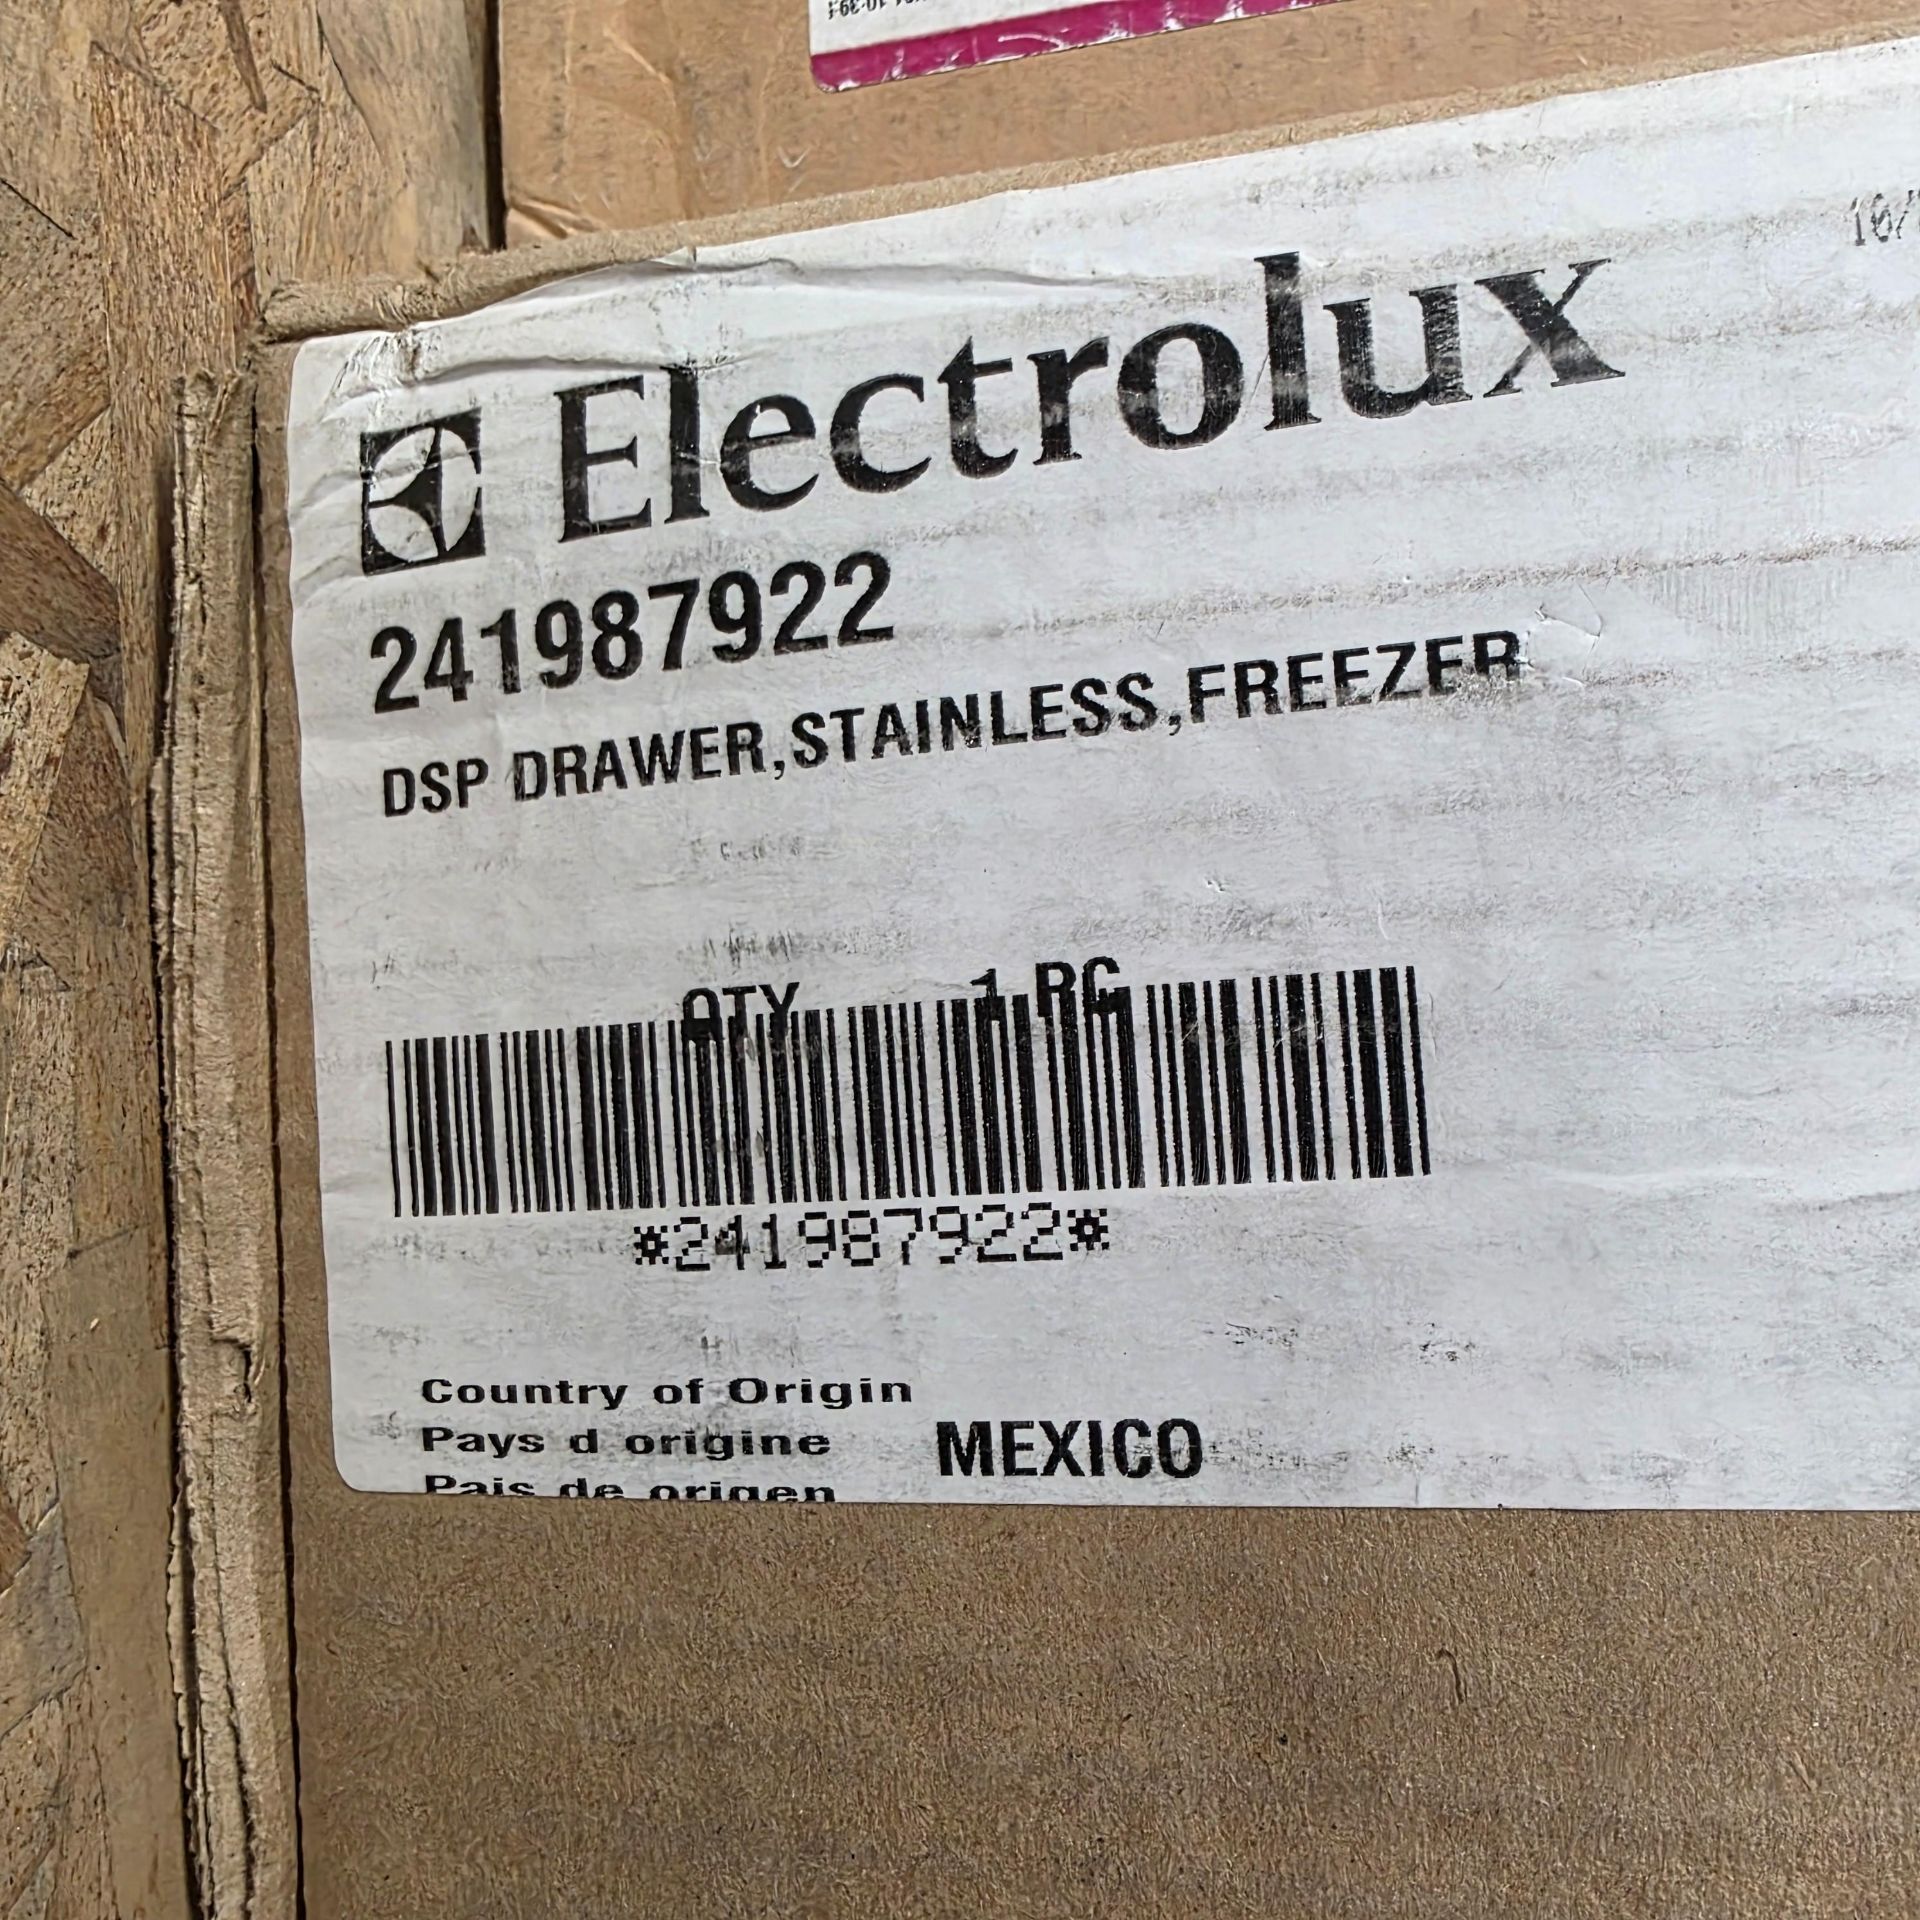 Electrolux
241987922
DSP DRAWER,STAINLESS,FREEZER
QTY 1 PC
*241987922*
Country of Origin
Pays d origine MEXICO
Pais de origen